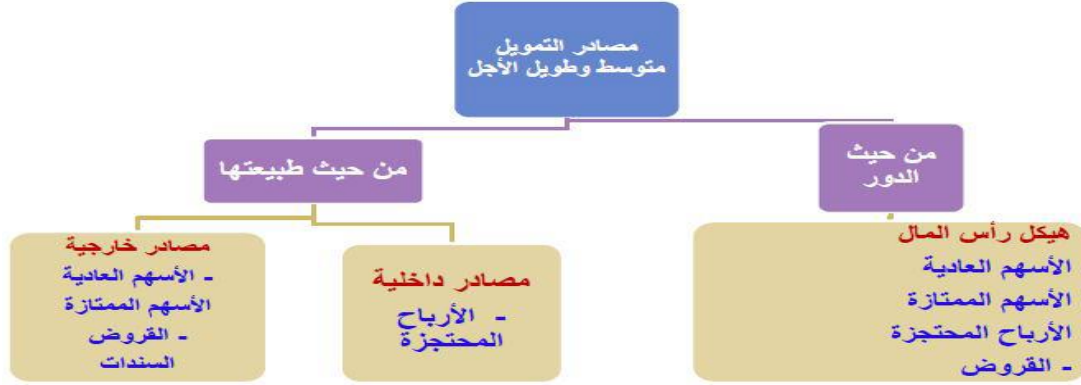 مصادر التمويل
متوسط وطويل الأجل
من حيث
الدور
هيكل رأس المال
الأسهم العادية
الأسهم الممتازة
الأرباح المحتجزة
- القروض
من حيث طبيعتها
مصادر داخلية
- الأرباح
المحتجزة
مصادر خارجية
- الأسهم العادية
الأسهم الممتازة
- القروض
السندات